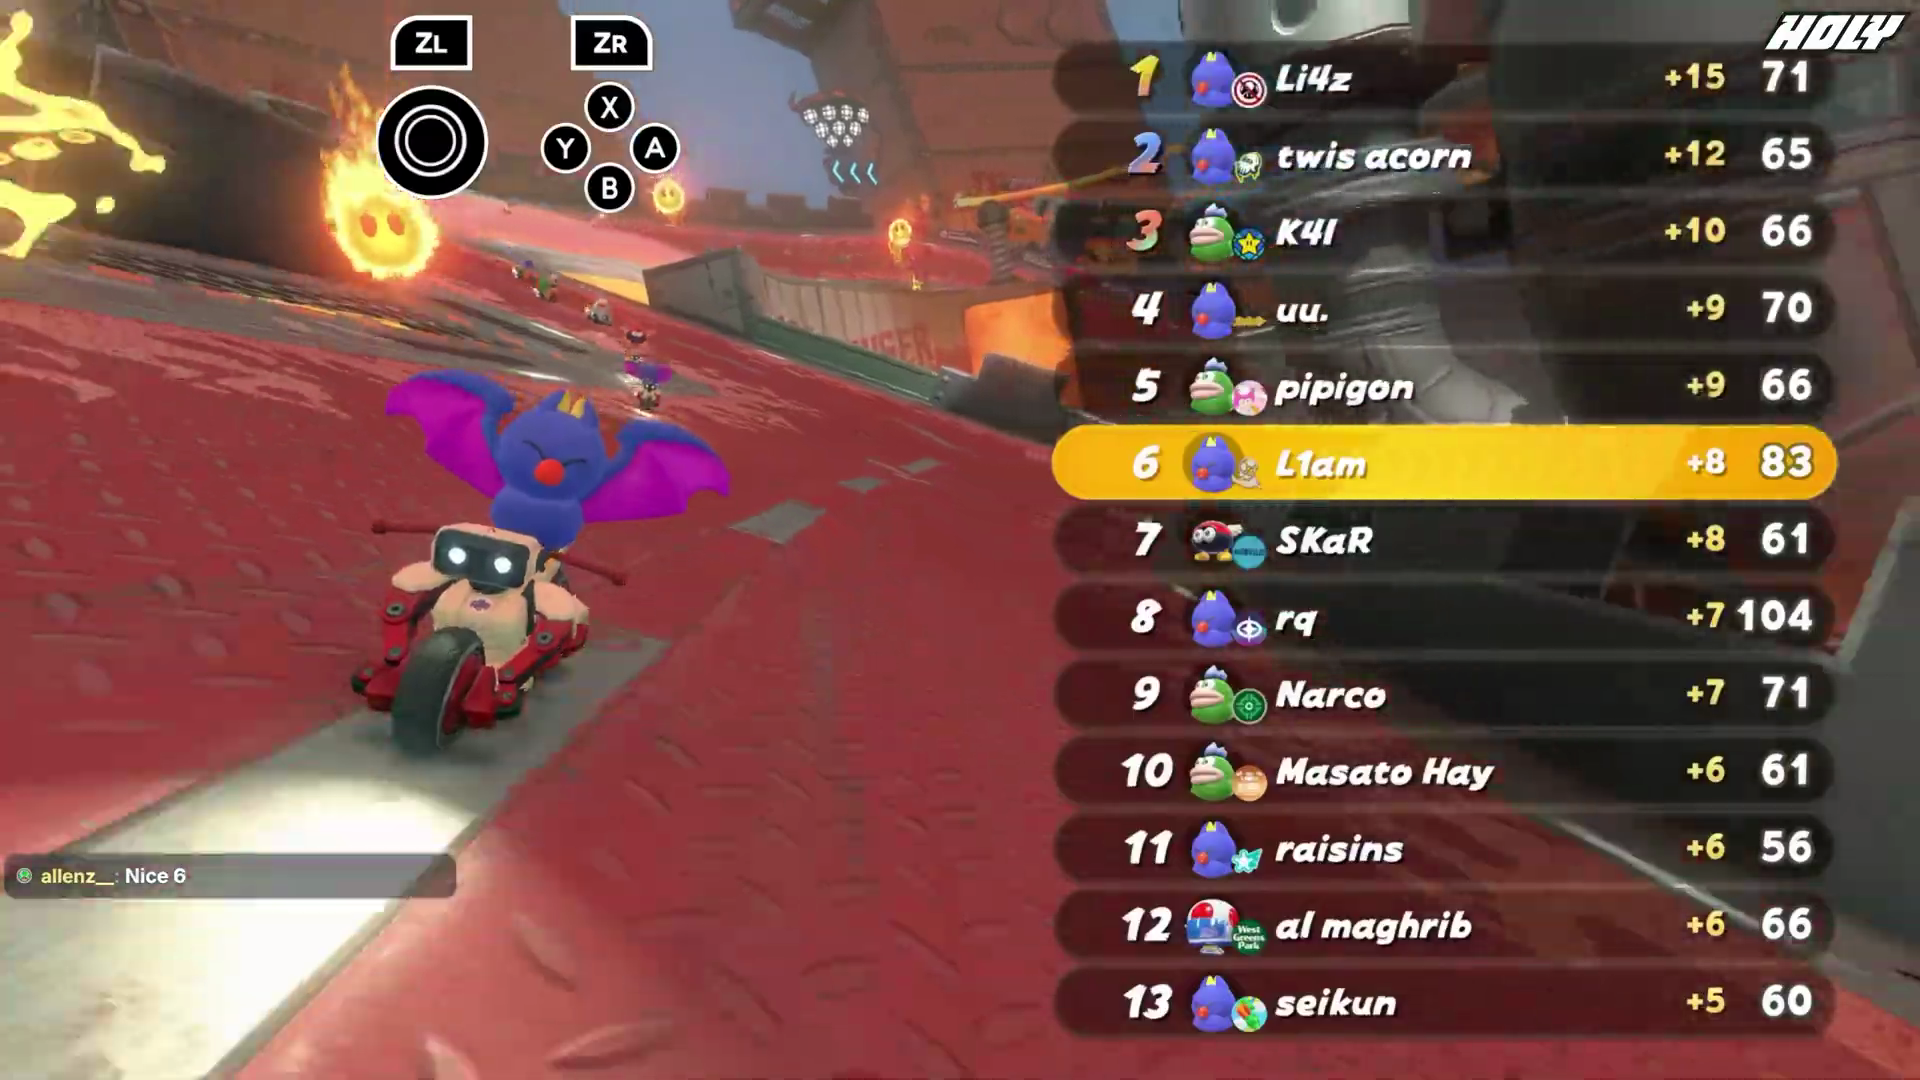 HOLY
ZL
ZR
X
Y
A
B
1 Li4z +15 71
2 twis acorn +12 65
3 K4I +10 66
4 uu. +9 70
5 pipigon +9 66
6 L1am +8 83
7 SKaR +8 61
8 rq +7 104
9 Narco +7 71
10 Masato Hay +6 61
11 raisins +6 56
12 West Greens Park al maghrib +6 66
13 seikun +5 60
allenz__: Nice 6